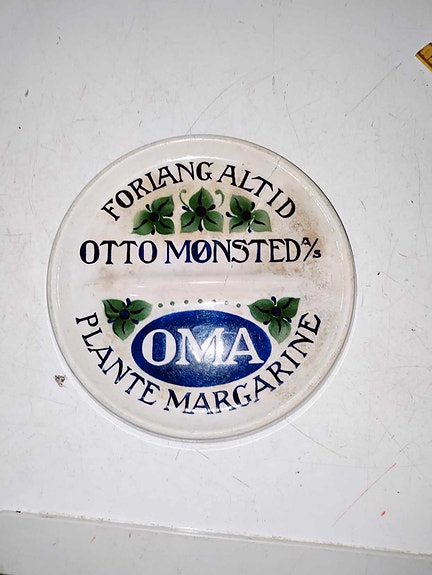 FORLANG ALTID
OTTO MØNSTED A/S
OMA
PLANTE MARGARINE